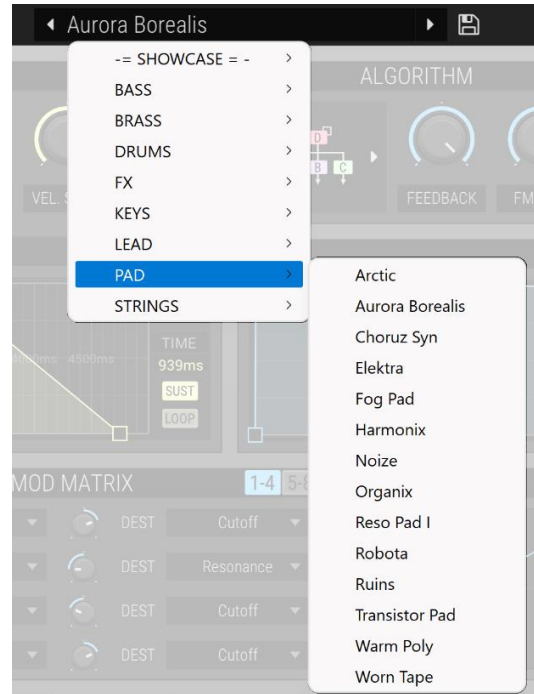 Aurora Borealis
-= SHOWCASE = -
BASS
BRASS
DRUMS
FX
KEYS
LEAD
PAD
STRINGS
Arctic
Aurora Borealis
Choruz Syn
Elektra
Fog Pad
Harmonix
Noize
Organix
Reso Pad I
Robota
Ruins
Transistor Pad
Warm Poly
Worn Tape
ALGORITHM
D
B C
VEL.
FEEDBACK FM
4500ms
TIME
939ms
SUST
LOOP
MOD MATRIX 1-4
DEST Cutoff
DEST Resonance
DEST Cutoff
DEST Cutoff